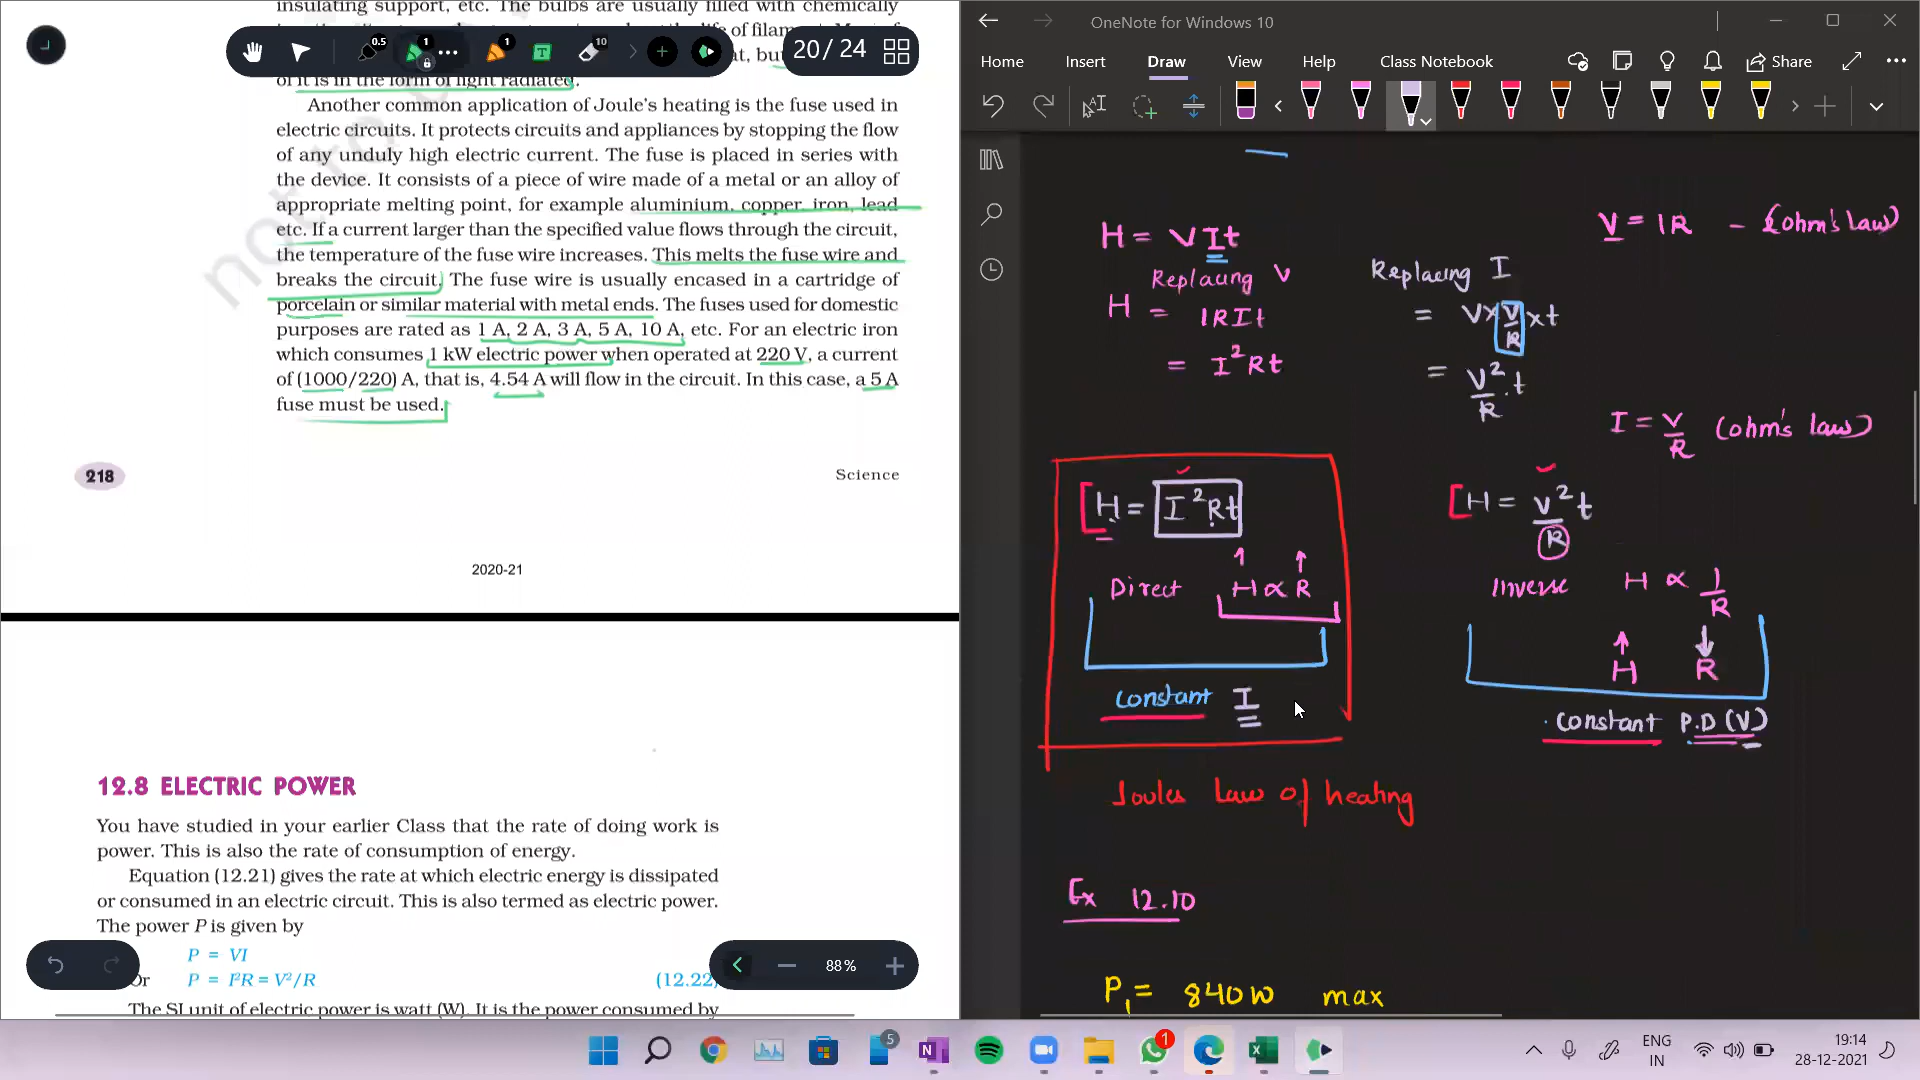 insulating support, etc. The bulbs are usually filled with chemically
of filam
20/24
at, bu
of it is in the form of light radiated.
Another common application of Joule's heating is the fuse used in
electric circuits. It protects circuits and appliances by stopping the flow
of any unduly high electric current. The fuse is placed in series with
the device. It consists of a piece of wire made of a metal or an alloy of
appropriate melting point, for example aluminium, copper, iron, lead
etc. If a current larger than the specified value flows through the circuit,
the temperature of the fuse wire increases. This melts the fuse wire and
breaks the circuit. The fuse wire is usually encased in a cartridge of
porcelain or similar material with metal ends. The fuses used for domestic
purposes are rated as 1 A, 2 A, 3 A, 5 A, 10 A, etc. For an electric iron
which consumes 1 kW electric power when operated at 220 V, a current
of (1000/220) A, that is, 4.54 A will flow in the circuit. In this case, a 5 A
fuse must be used.
not to
218
Science
2020-21
12.8 ELECTRIC POWER
You have studied in your earlier Class that the rate of doing work is
power. This is also the rate of consumption of energy.
Equation (12.21) gives the rate at which electric energy is dissipated
or consumed in an electric circuit. This is also termed as electric power.
The power P is given by
P = VI
Or P = I²R = V²/R (12.22)
The SI unit of electric power is watt (W). It is the power consumed by
0.5
1
1
10
88%
OneNote for Windows 10
Home Insert Draw View Help Class Notebook Share
H = VIt
Replacing V
H = IRIt
= I²Rt
V = IR - (ohm's law)
Replacing I
= V x V/R x t
= V²/R . t
I = V/R (ohm's law)
H = I²Rt
Direct H ∝ R
constant I
Joules Law of heating
H = V²/R t
Inverse H ∝ 1/R
H R
constant P.D (V)
Ex 12.10
P₁ = 840W max
5
1
ENG
IN
19:14
28-12-2021